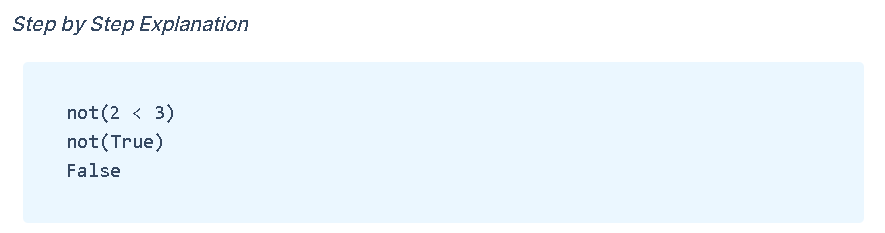 Step by Step Explanation
not(2 < 3)
not(True)
False